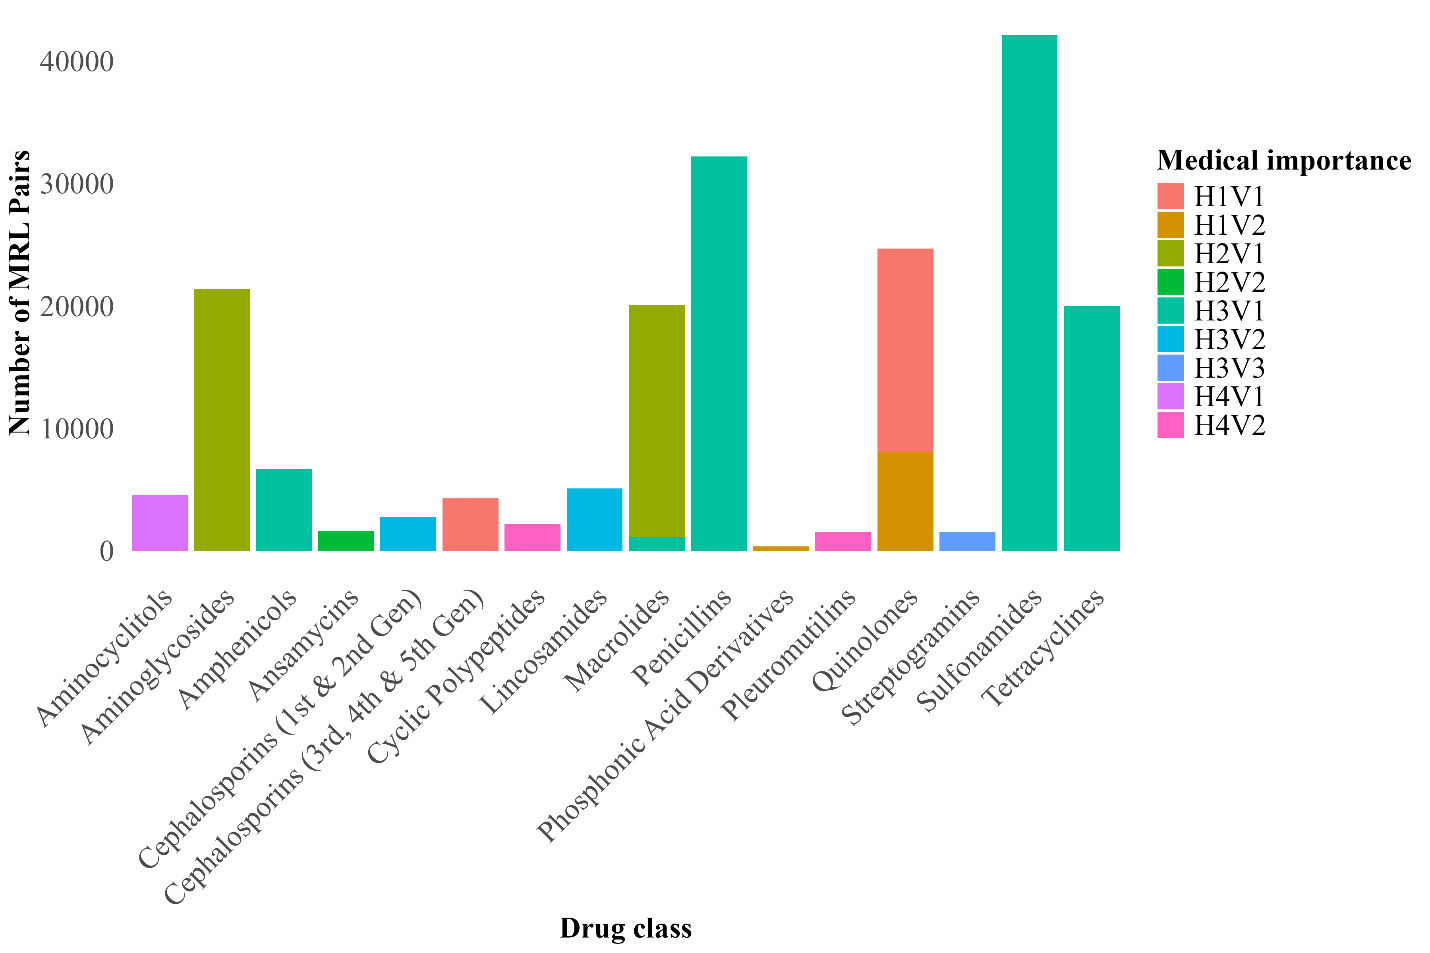 Number of MRL Pairs
40000
30000
20000
10000
0
Aminocyclitols
Aminoglycosides
Amphenicols
Ansamycins
Cephalosporins (1st & 2nd Gen)
Cephalosporins (3rd, 4th & 5th Gen)
Cyclic Polypeptides
Lincosamides
Macrolides
Penicillins
Phosphonic Acid Derivatives
Pleuromutilins
Quinolones
Streptogramins
Sulfonamides
Tetracyclines
Drug class
Medical importance
H1V1
H1V2
H2V1
H2V2
H3V1
H3V2
H3V3
H4V1
H4V2